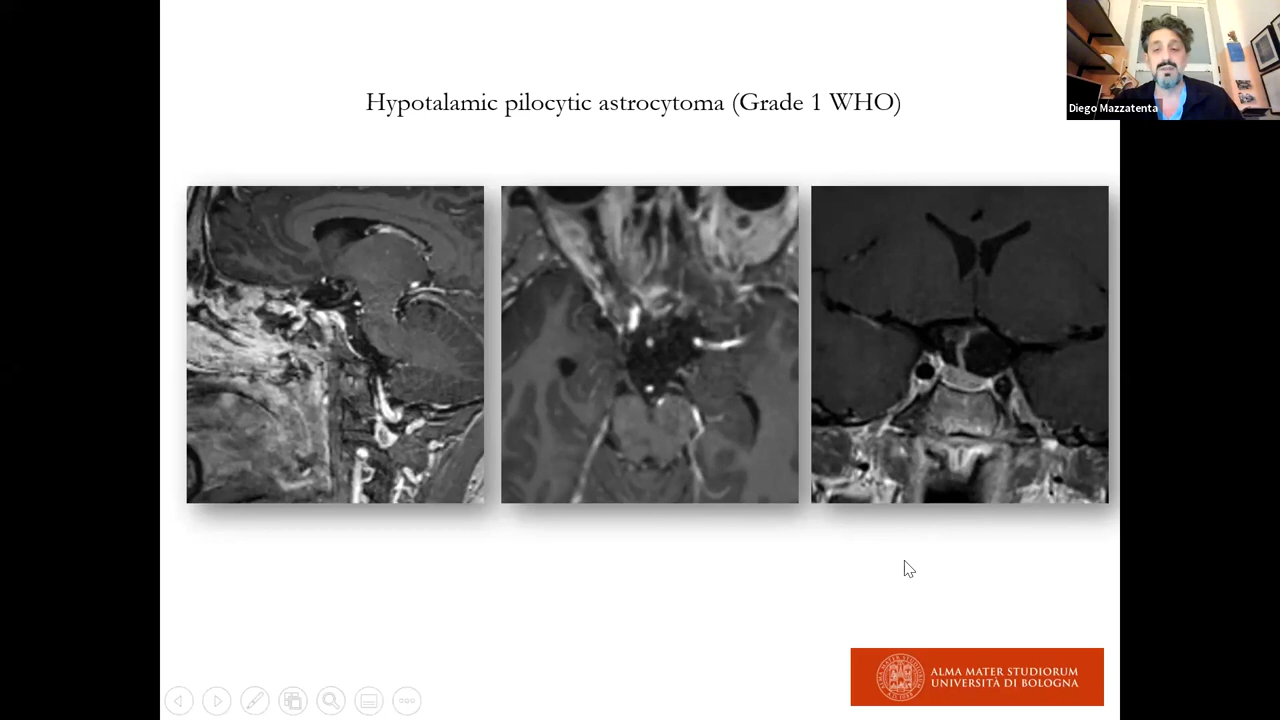 Hypotalamic pilocytic astrocytoma (Grade 1 WHO)
Diego Mazzatenta
ALMA MATER STUDIORUM
UNIVERSITÀ DI BOLOGNA